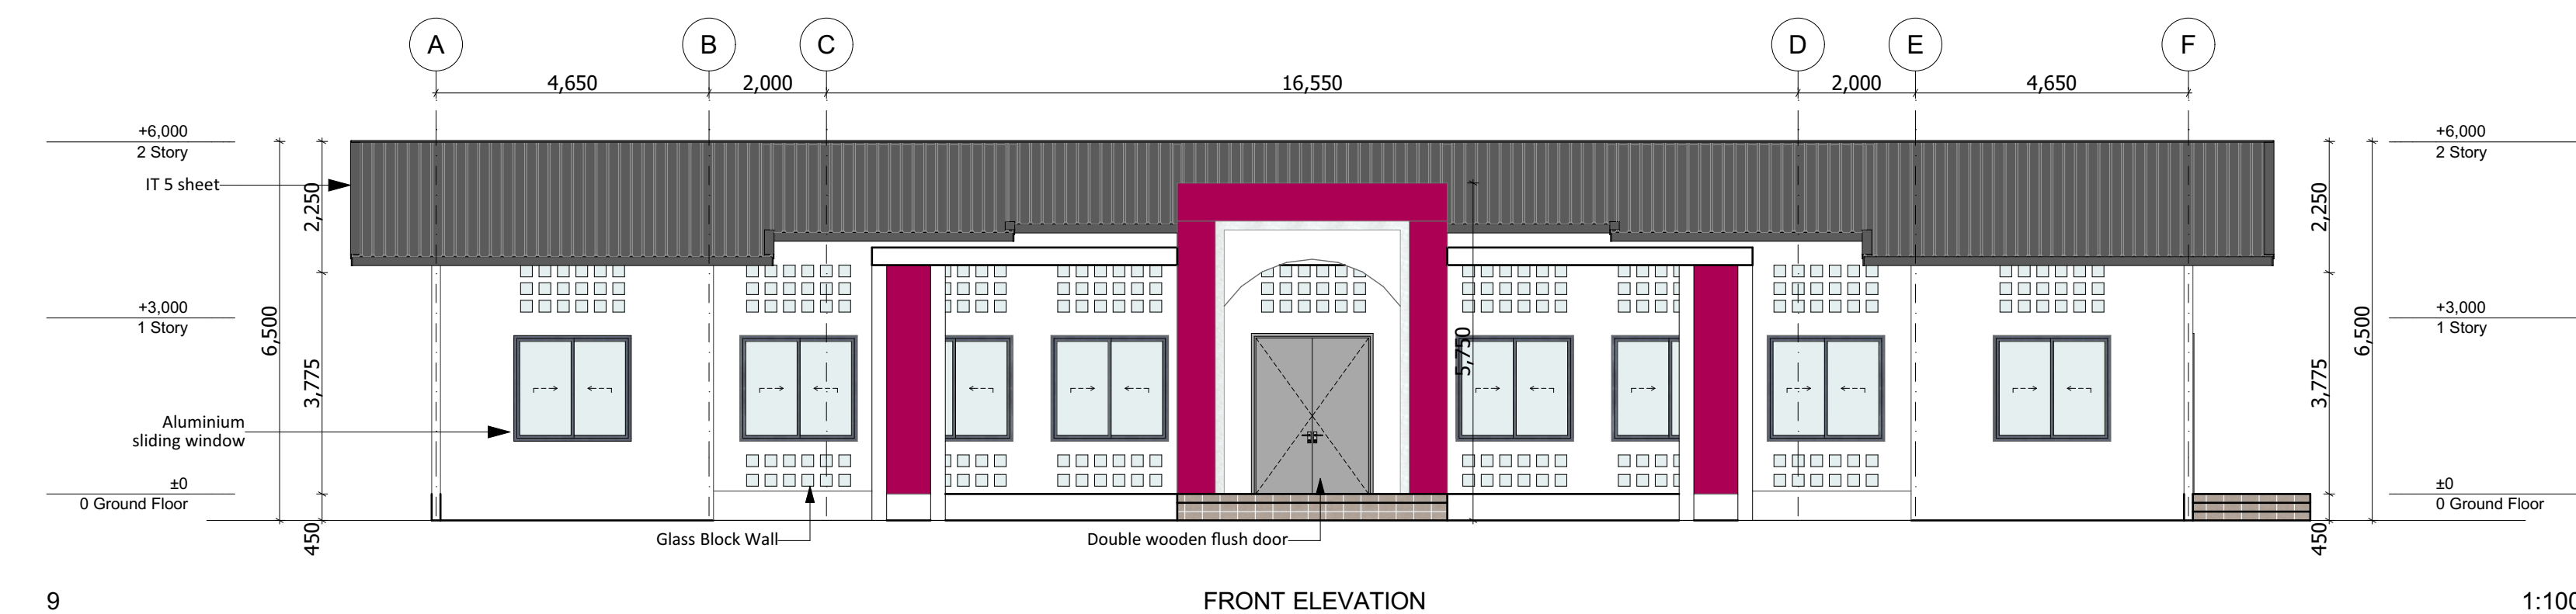 A B C D E F
4,650 2,000 16,550 2,000 4,650
+6,000
2 Story
IT 5 sheet
2,250
+3,000
1 Story
6,500
3,775
Aluminium
sliding window
±0
0 Ground Floor
450
5,750
+6,000
2 Story
2,250
+3,000
1 Story
6,500
3,775
±0
0 Ground Floor
450
Glass Block Wall
Double wooden flush door
9 FRONT ELEVATION